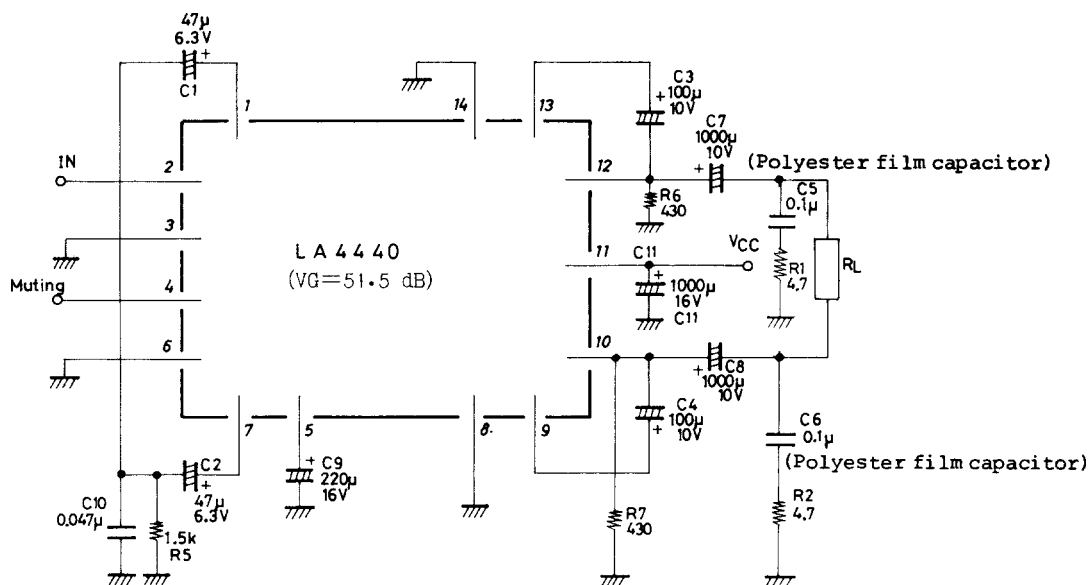 47μ
6.3V
+
C1
1
14
13
C3
+
100μ
10V
C7
1000μ
10V
+
(Polyester film capacitor)
IN
2
12
C5
0.1μ
R6
430
3
LA4440
(VG=51.5 dB)
11
C11
VCC
R1
4.7
RL
Muting
4
+
1000μ
16V
C11
6
10
+
C8
1000μ
10V
C4
100μ
10V
+
7
5
8.
9
C6
0.1μ
(Polyester film capacitor)
C2
+
47μ
6.3V
+
C9
220μ
16V
C10
0.047μ
1.5k
R5
R7
430
R2
4.7